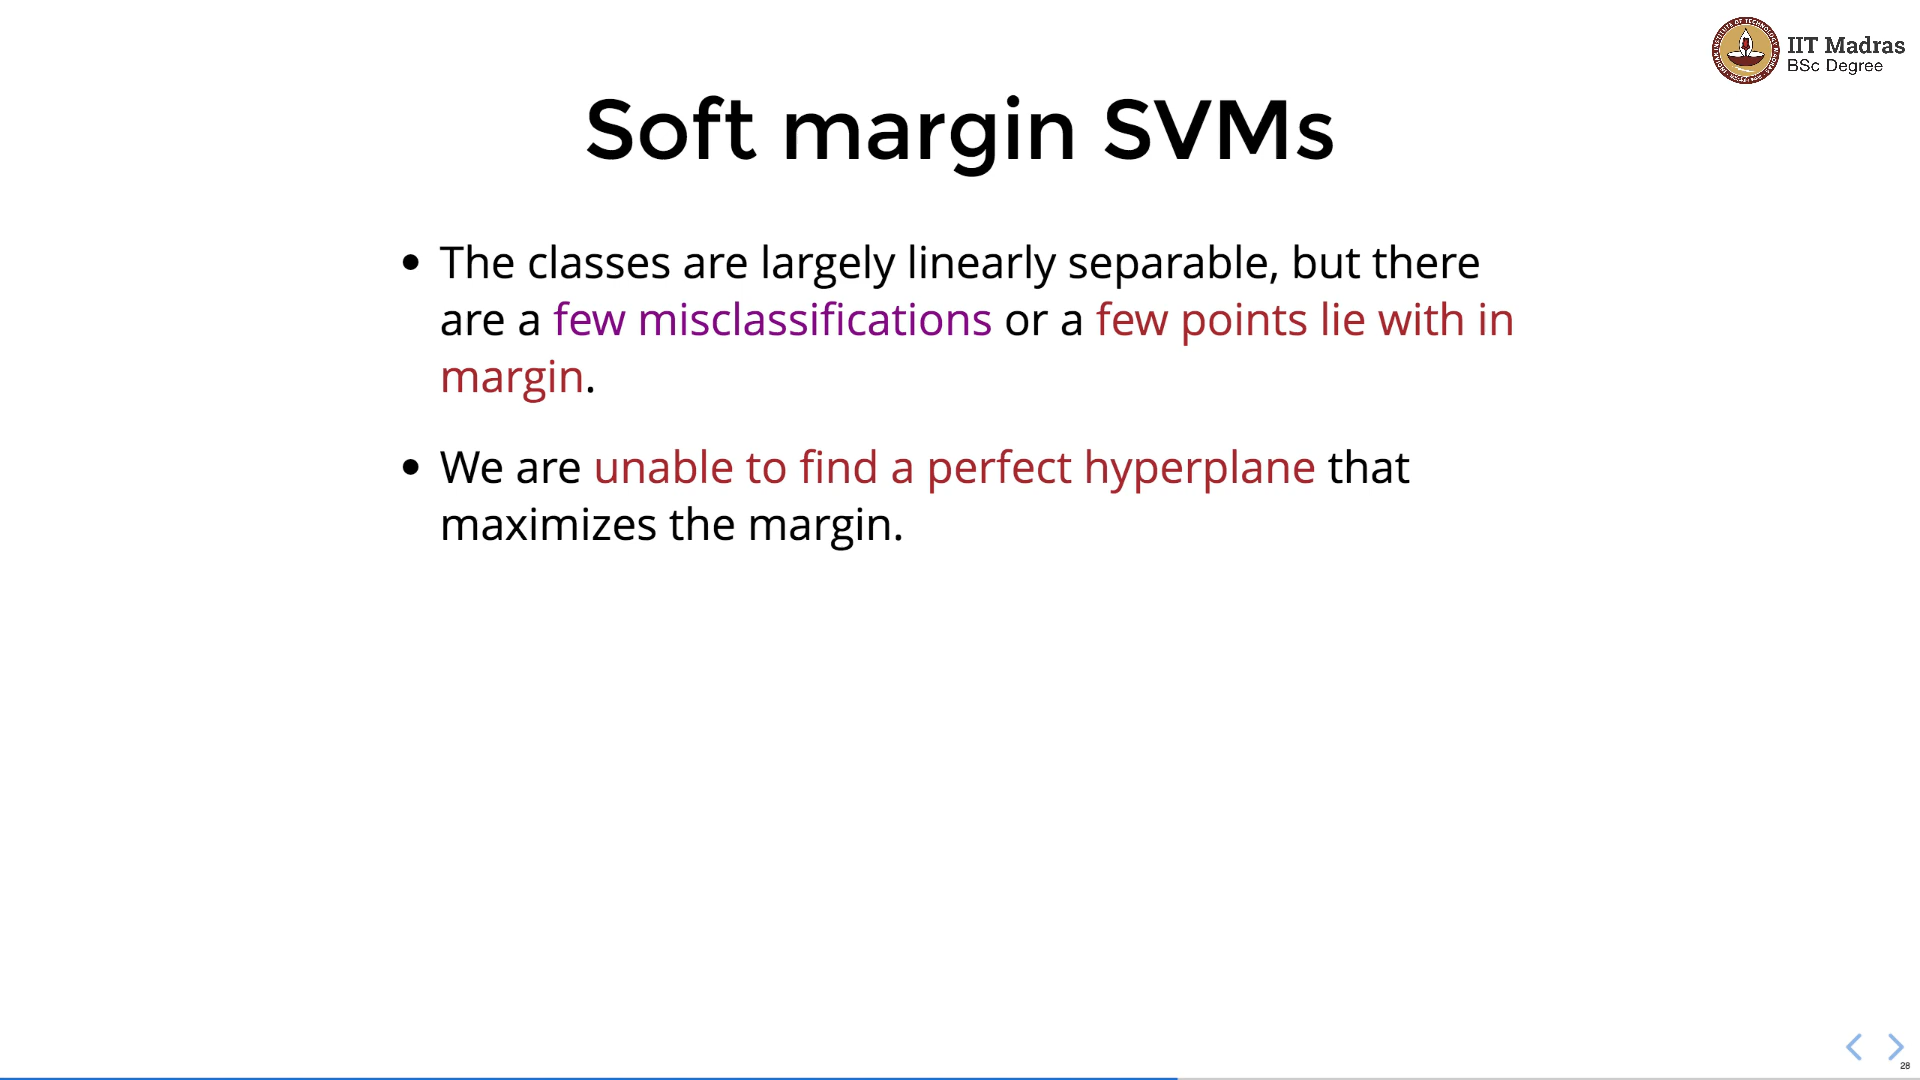 IIT Madras
BSc Degree
Soft margin SVMs
• The classes are largely linearly separable, but there
are a few misclassifications or a few points lie with in
margin.
• We are unable to find a perfect hyperplane that
maximizes the margin.
28